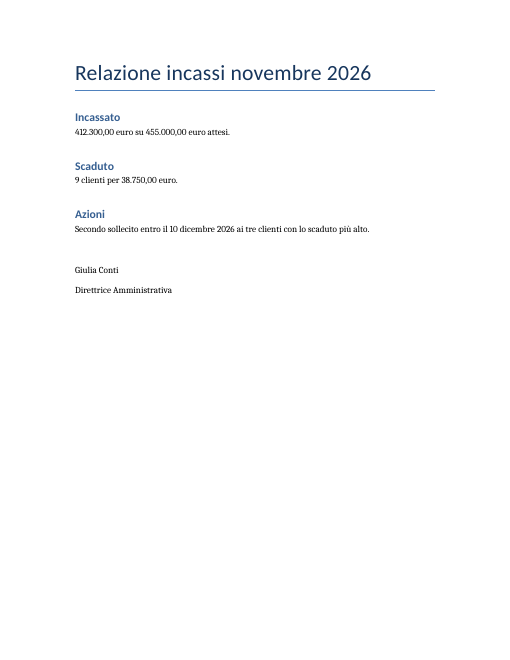 Relazione incassi novembre 2026
Incassato
412.300,00 euro su 455.000,00 euro attesi.
Scaduto
9 clienti per 38.750,00 euro.
Azioni
Secondo sollecito entro il 10 dicembre 2026 ai tre clienti con lo scaduto più alto.
Giulia Conti
Direttrice Amministrativa